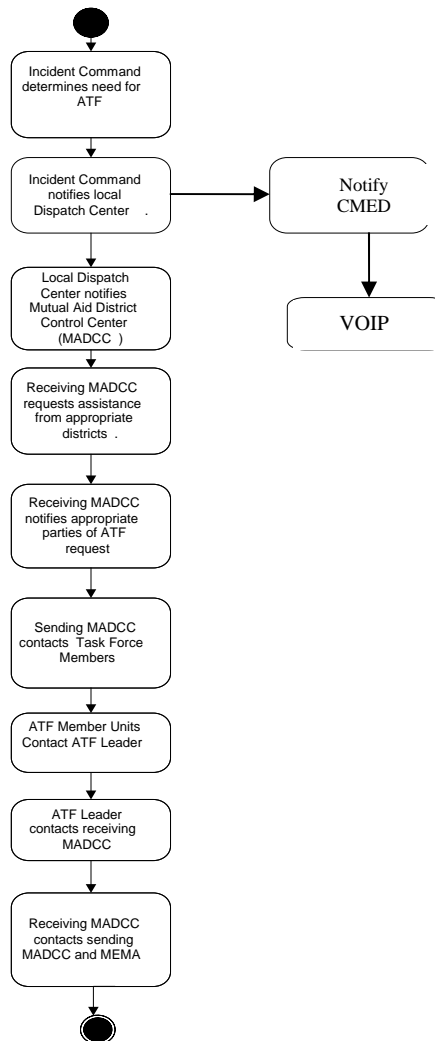 Incident Command
determines need for
ATF
Incident Command
notifies local
Dispatch Center .
Notify
CMED
VOIP
Local Dispatch
Center notifies
Mutual Aid District
Control Center
(MADCC )
Receiving MADCC
requests assistance
from appropriate
districts .
Receiving MADCC
notifies appropriate
parties of ATF
request
Sending MADCC
contacts Task Force
Members
ATF Member Units
Contact ATF Leader
ATF Leader
contacts receiving
MADCC
Receiving MADCC
contacts sending
MADCC and MEMA